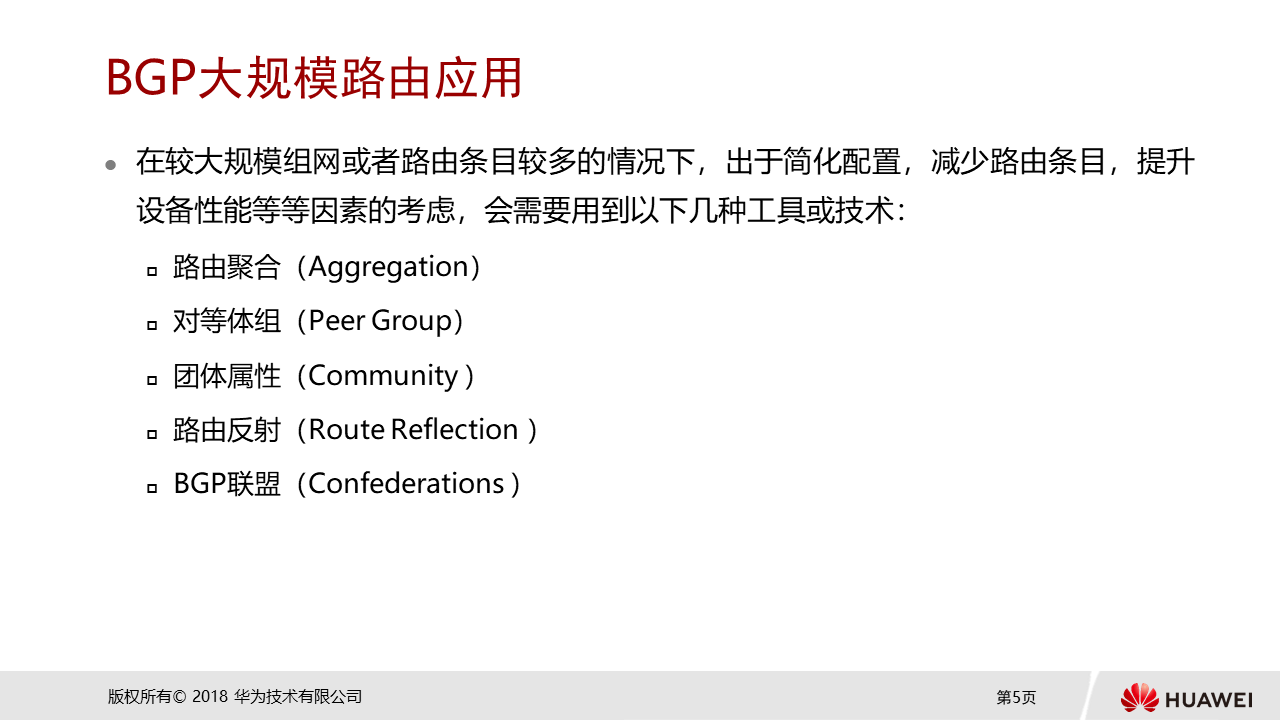 BGP大规模路由应用
在较大规模组网或者路由条目较多的情况下，出于简化配置，减少路由条目，提升
设备性能等等因素的考虑，会需要用到以下几种工具或技术：
路由聚合（Aggregation）
对等体组（Peer Group）
团体属性（Community ）
路由反射（Route Reflection ）
BGP联盟（Confederations ）
版权所有© 2018 华为技术有限公司
第5页
HUAWEI